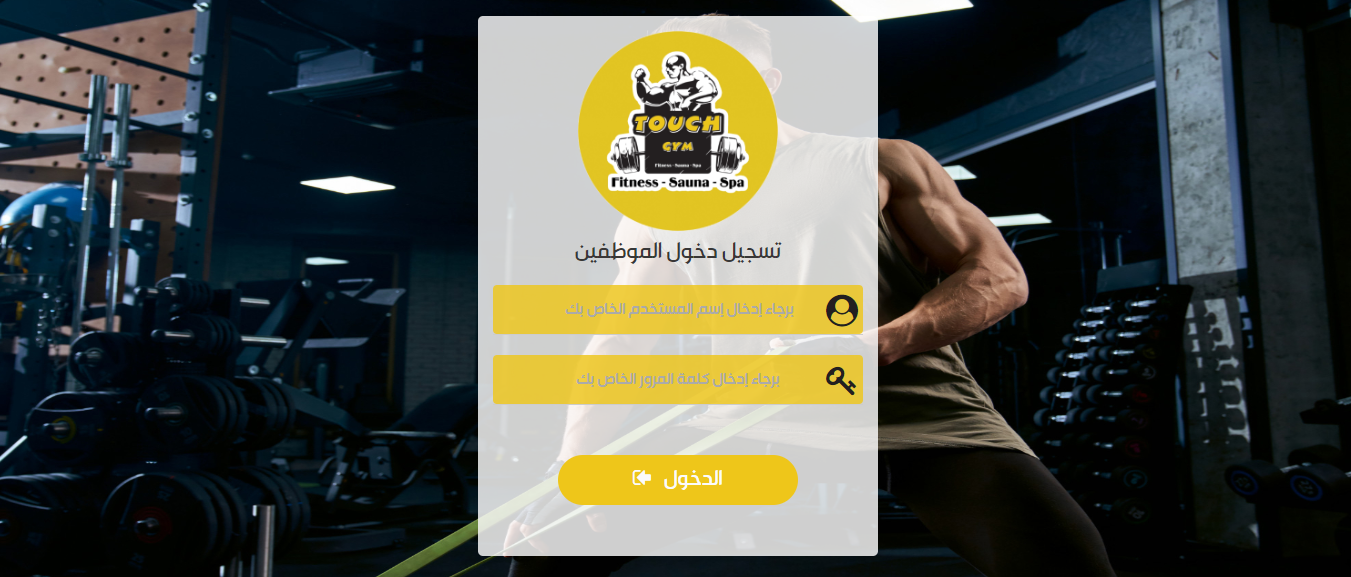 TOUCH
GYM
Fitness - Sauna - Spa
Fitness - Sauna - Spa
تسجيل دخول الموظفين
برجاء إدخال إسم المستخدم الخاص بك
برجاء إدخال كلمة المرور الخاص بك
الدخول